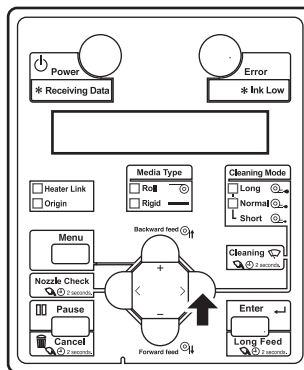 Power
Error
* Receiving Data
* Ink Low
Media Type
Cleaning Mode
Heater Link
Origin
Roll
Rigid
Long
Normal
Short
Menu
Backward feed
Cleaning
2 seconds.
Nozzle Check
2 seconds.
+
<
>
−
Pause
Enter
Cancel
2 seconds.
Forward feed
Long Feed
2 seconds.